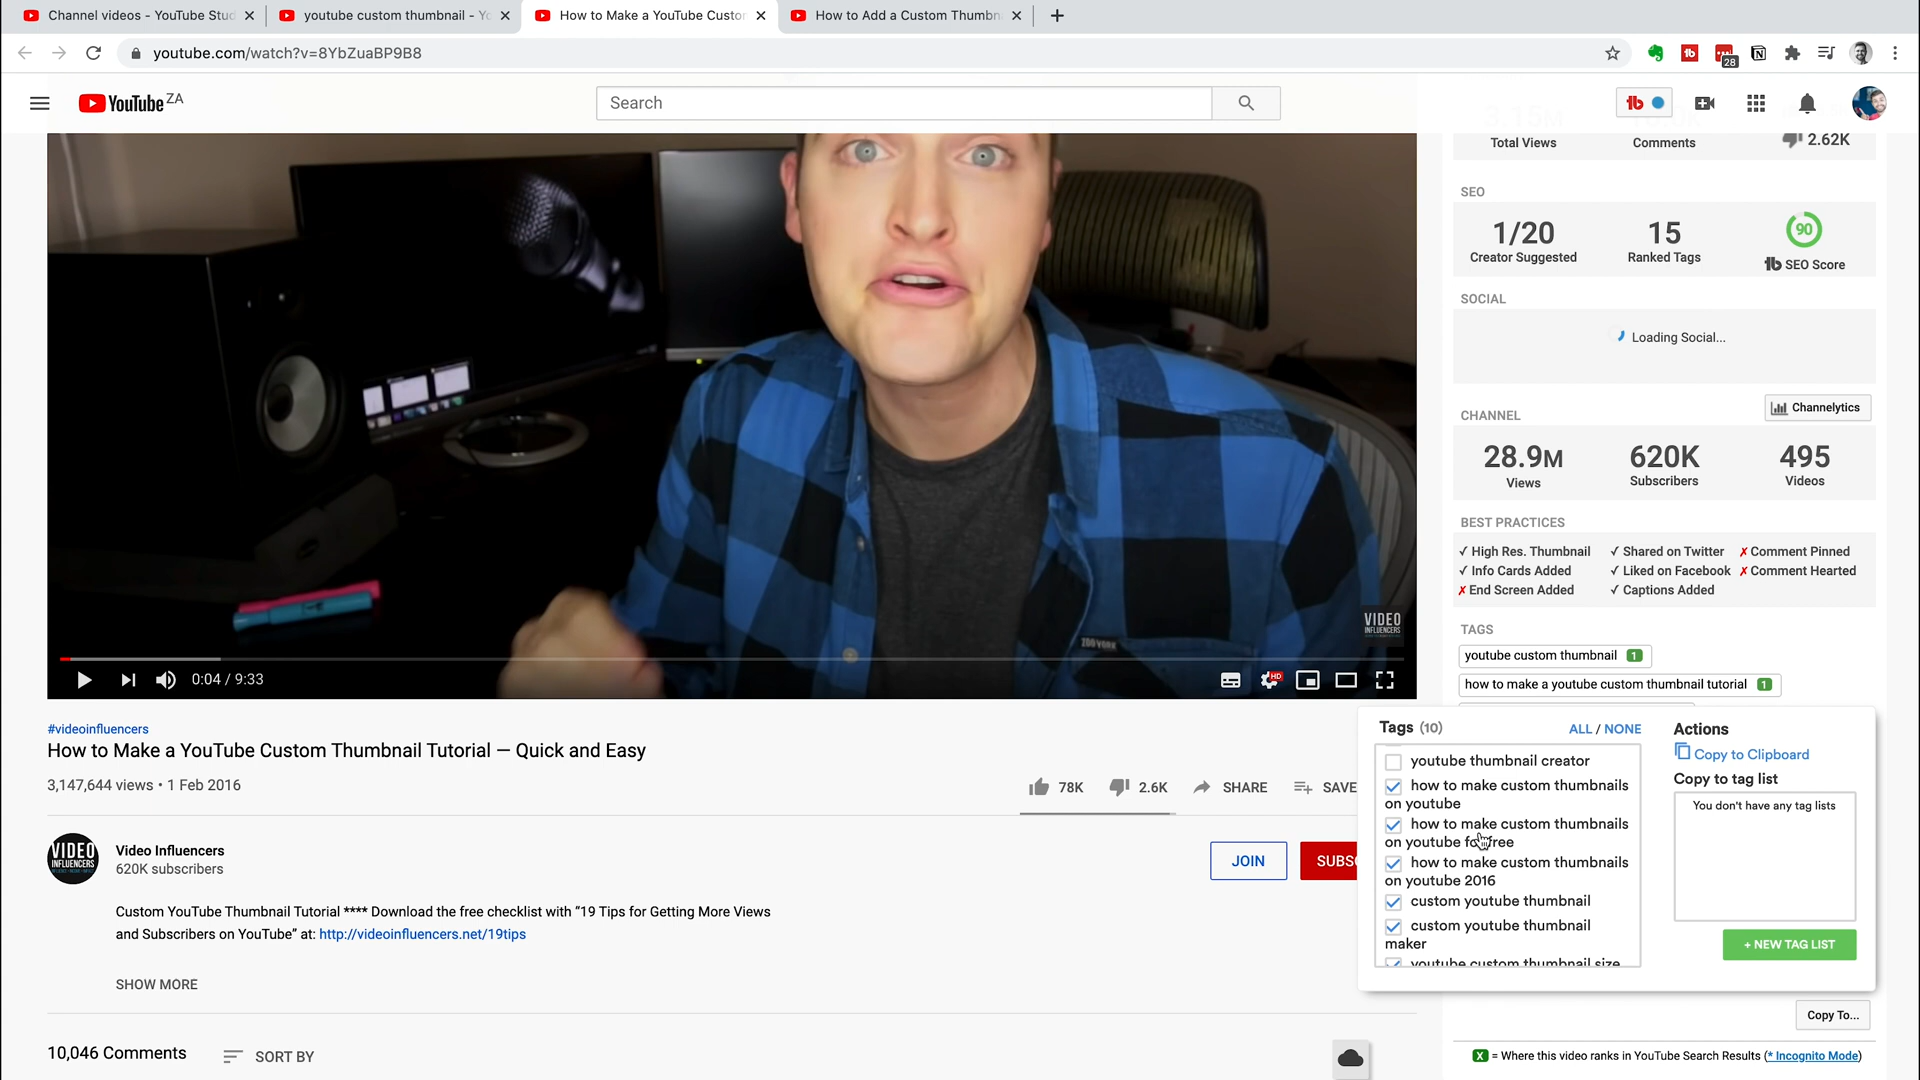 Channel videos - YouTube Stud
youtube custom thumbnail - Yo
How to Make a YouTube Custom
How to Add a Custom Thumbn
youtube.com/watch?v=8YbZuaBP9B8
28
YouTube ZA
Search
Total Views
Comments
2.62K
SEO
1/20
Creator Suggested
15
Ranked Tags
90
SEO Score
SOCIAL
Loading Social...
CHANNEL
Channelytics
28.9M
Views
620K
Subscribers
495
Videos
BEST PRACTICES
✓ High Res. Thumbnail
✓ Shared on Twitter
✗ Comment Pinned
✓ Info Cards Added
✓ Liked on Facebook
✗ Comment Hearted
✗ End Screen Added
✓ Captions Added
TAGS
youtube custom thumbnail 1
how to make a youtube custom thumbnail tutorial 1
VIDEO
INFLUENCERS
ZOO YORK
0:04 / 9:33
HD
#videoinfluencers
How to Make a YouTube Custom Thumbnail Tutorial — Quick and Easy
3,147,644 views • 1 Feb 2016
78K
2.6K
SHARE
SAVE
VIDEO
INFLUENCERS
Video Influencers
620K subscribers
JOIN
SUBSC
Custom YouTube Thumbnail Tutorial **** Download the free checklist with "19 Tips for Getting More Views
and Subscribers on YouTube" at: http://videoinfluencers.net/19tips
SHOW MORE
10,046 Comments
SORT BY
Tags (10)
ALL / NONE
youtube thumbnail creator
how to make custom thumbnails
on youtube
how to make custom thumbnails
on youtube for free
how to make custom thumbnails
on youtube 2016
custom youtube thumbnail
custom youtube thumbnail
maker
youtube custom thumbnail size
Actions
Copy to Clipboard
Copy to tag list
You don't have any tag lists
+ NEW TAG LIST
Copy To...
X = Where this video ranks in YouTube Search Results (* Incognito Mode)